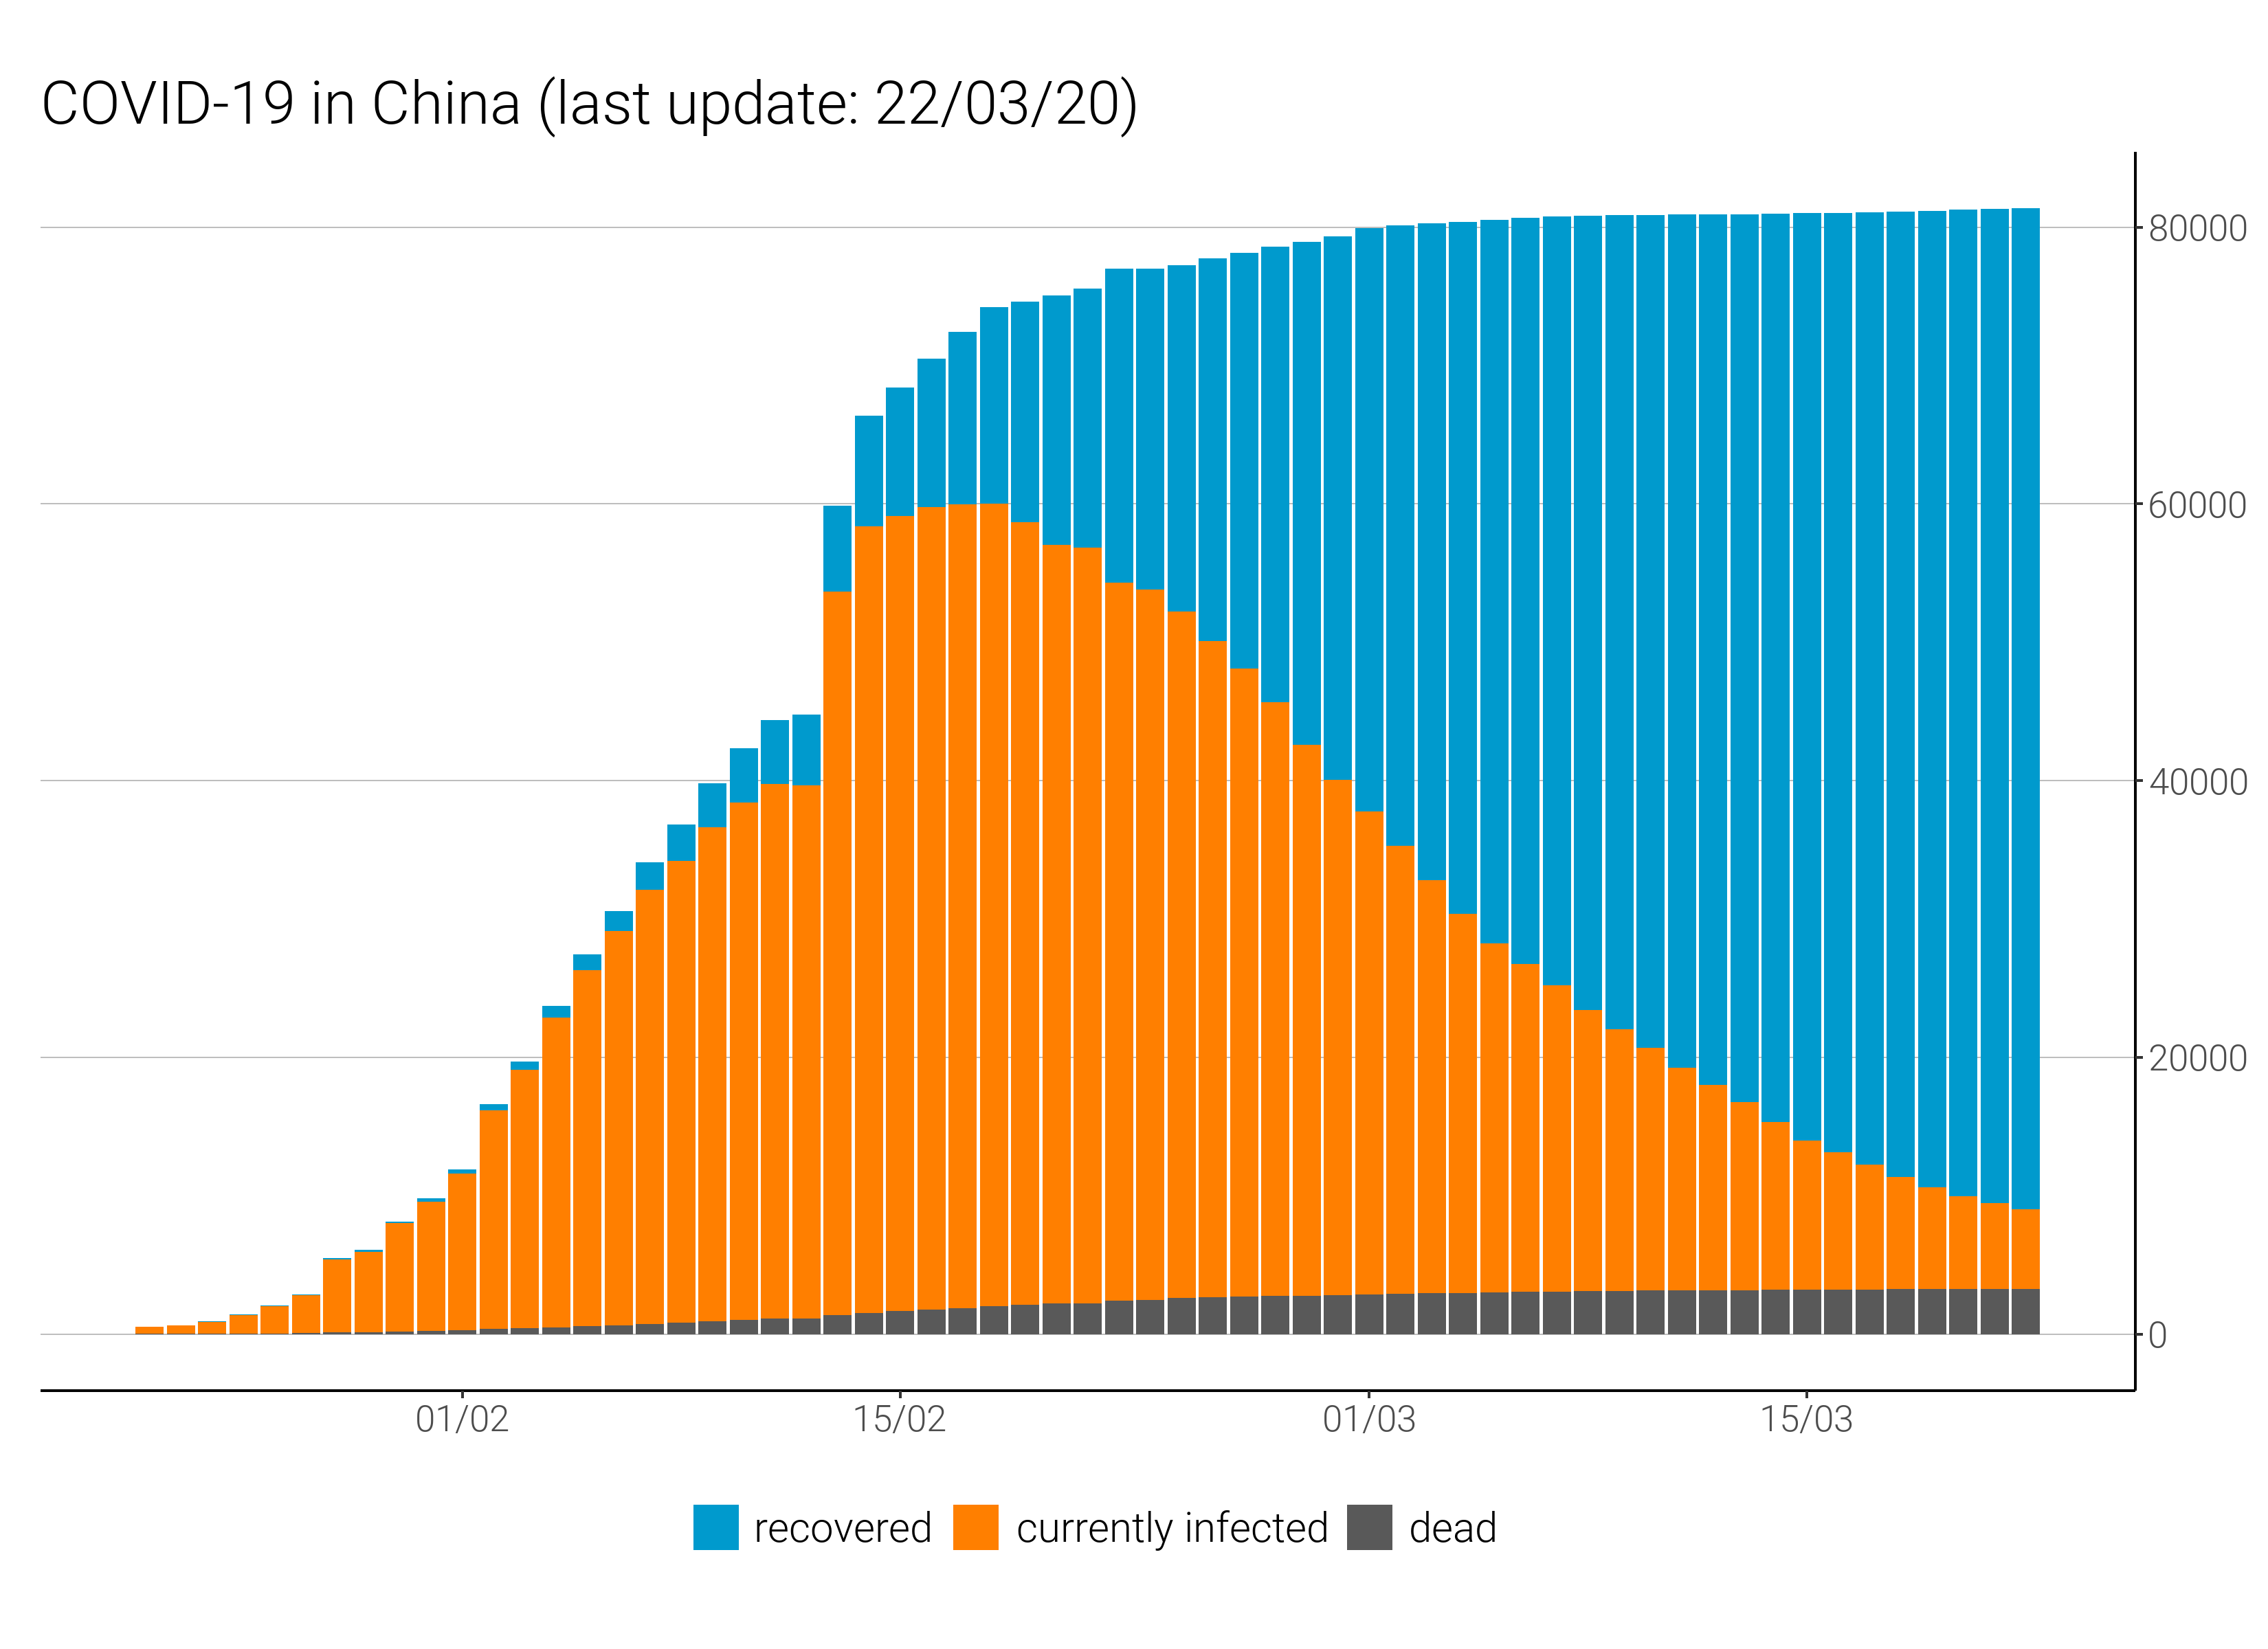 COVID-19 in China (last update: 22/03/20)
80000
60000
40000
20000
0
01/02 15/02 01/03 15/03
recovered currently infected dead